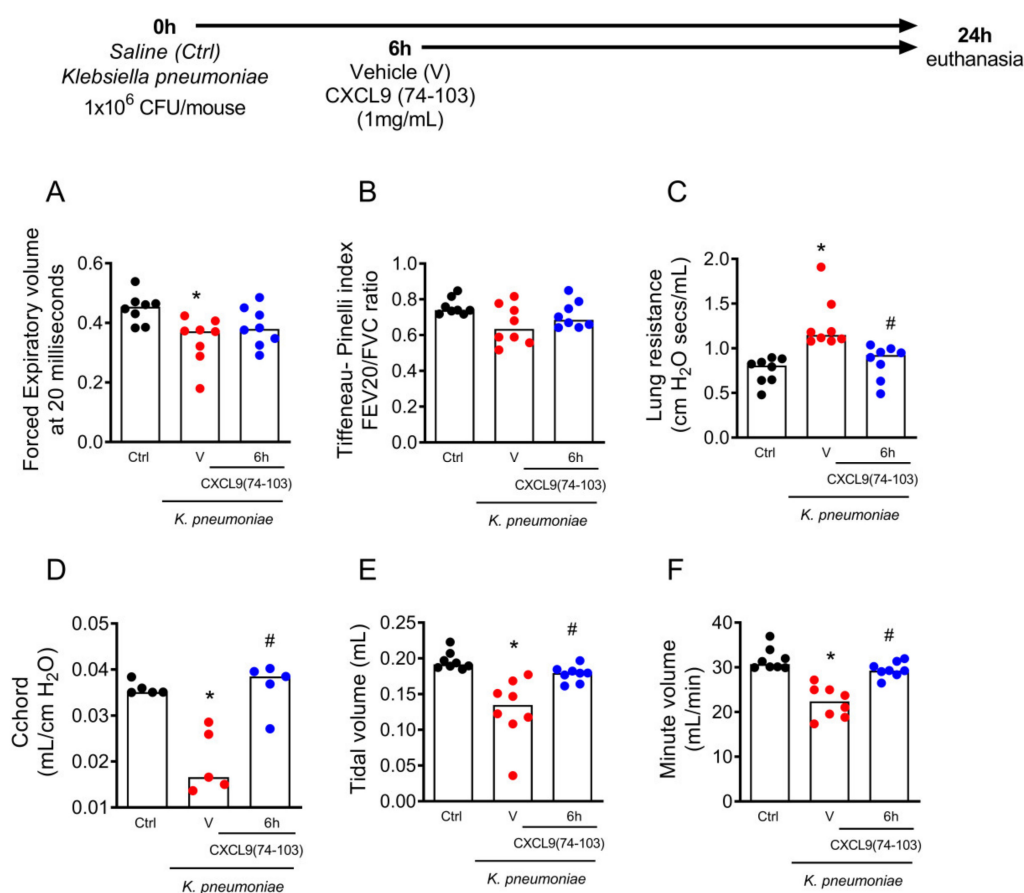 0h
Saline (Ctrl)
Klebsiella pneumoniae
1x10⁶ CFU/mouse
6h
Vehicle (V)
CXCL9 (74-103)
(1mg/mL)
24h
euthanasia
A
Forced Expiratory volume
at 20 milliseconds
0.6
0.4
0.2
0.0
*
Ctrl
V
6h
CXCL9(74-103)
K. pneumoniae
B
Tiffeneau- Pinelli index
FEV20/FVC ratio
1.0
0.8
0.6
0.4
0.2
0.0
Ctrl
V
6h
CXCL9(74-103)
K. pneumoniae
C
Lung resistance
(cm H₂O secs/mL)
2.0
1.5
1.0
0.5
0.0
*
#
Ctrl
V
6h
CXCL9(74-103)
K. pneumoniae
D
Cchord
(mL/cm H₂O)
0.05
0.04
0.03
0.02
0.01
*
#
Ctrl
V
6h
CXCL9(74-103)
K. pneumoniae
E
Tidal volume (mL)
0.25
0.20
0.15
0.10
0.05
0.00
*
#
Ctrl
V
6h
CXCL9(74-103)
K. pneumoniae
F
Minute volume
(mL/min)
40
30
20
10
0
*
#
Ctrl
V
6h
CXCL9(74-103)
K. pneumoniae